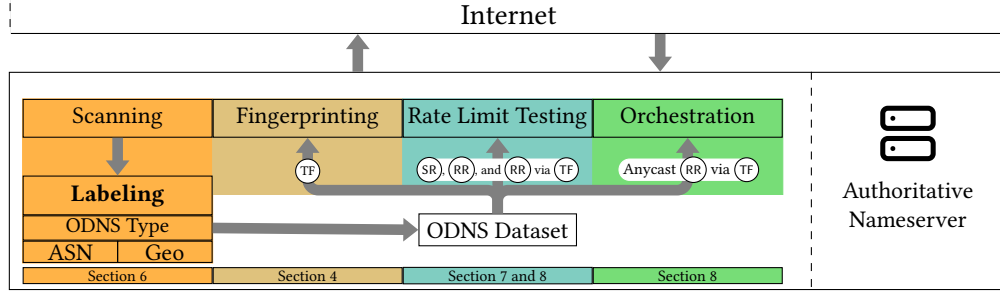 Internet
Scanning
Fingerprinting
Rate Limit Testing
Orchestration
TF
SR, RR, and RR via TF
Anycast RR via TF
Labeling
ODNS Type
ASN
Geo
ODNS Dataset
Authoritative
Nameserver
Section 6
Section 4
Section 7 and 8
Section 8